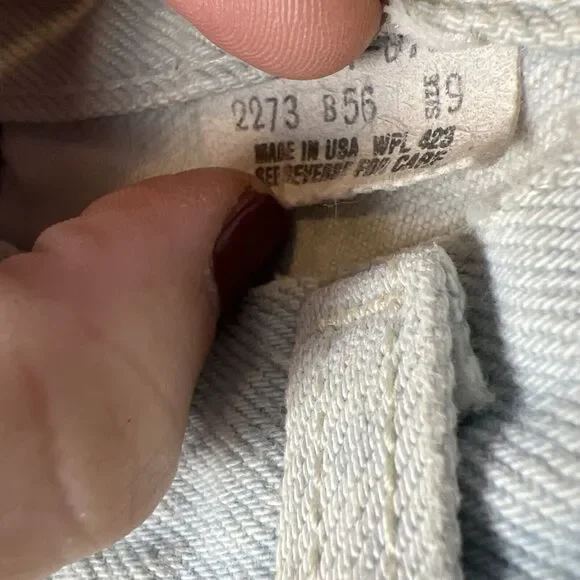 2273 B56 SIZE 9
MADE IN USA WPL 423
SEE REVERSE FOR CARE